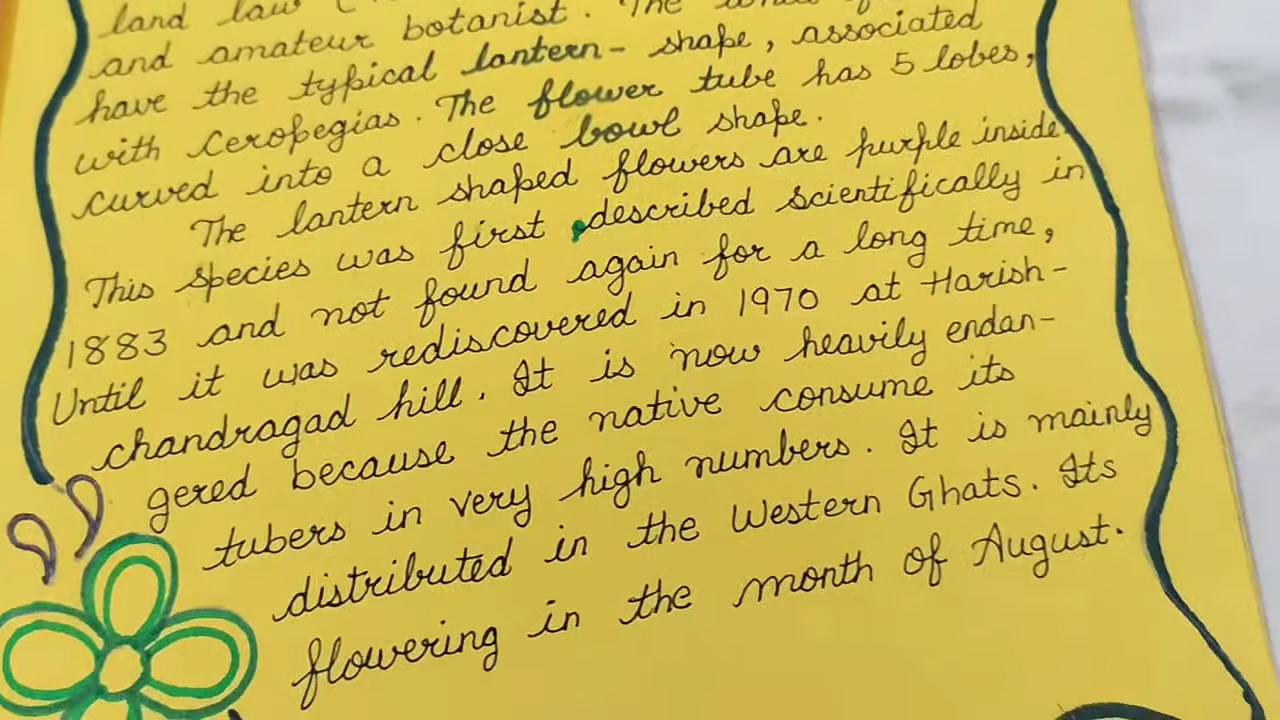 land law
and amateur botanist. The
have the typical lantern- shape, associated
with ceropegias. The flower tube has 5 lobes,
curved into a close bowl shape.
The lantern shaped flowers are purple inside
This species was first described scientifically in
1883 and not found again for a long time,
Until it was rediscovered in 1970 at Harish-
chandragad hill. It is now heavily endan-
gered because the native consume its
tubers in very high numbers. It is mainly
distributed in the Western Ghats. Its
flowering in the month of August.